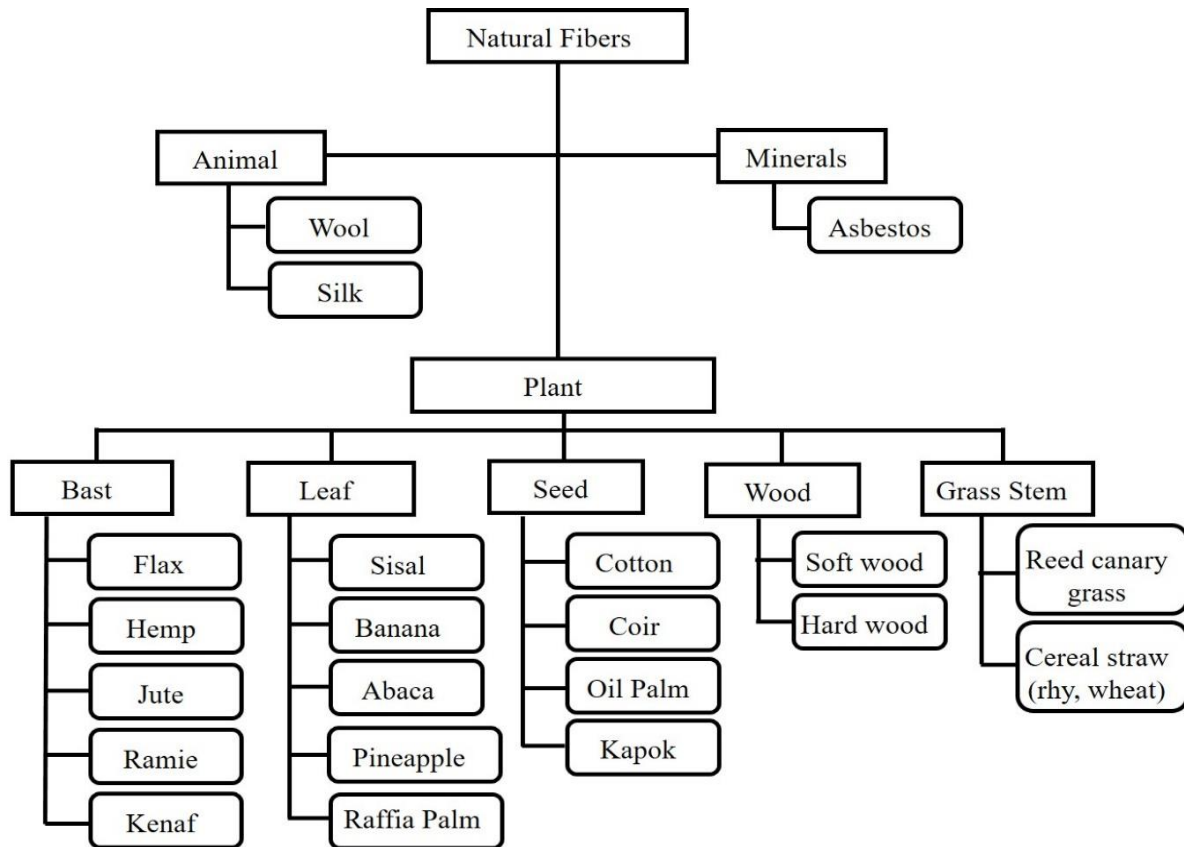 Natural Fibers
Animal
Minerals
Wool
Asbestos
Silk
Plant
Bast
Leaf
Seed
Wood
Grass Stem
Flax
Hemp
Jute
Ramie
Kenaf
Sisal
Banana
Abaca
Pineapple
Raffia Palm
Cotton
Coir
Oil Palm
Kapok
Soft wood
Hard wood
Reed canary
grass
Cereal straw
(rhy, wheat)